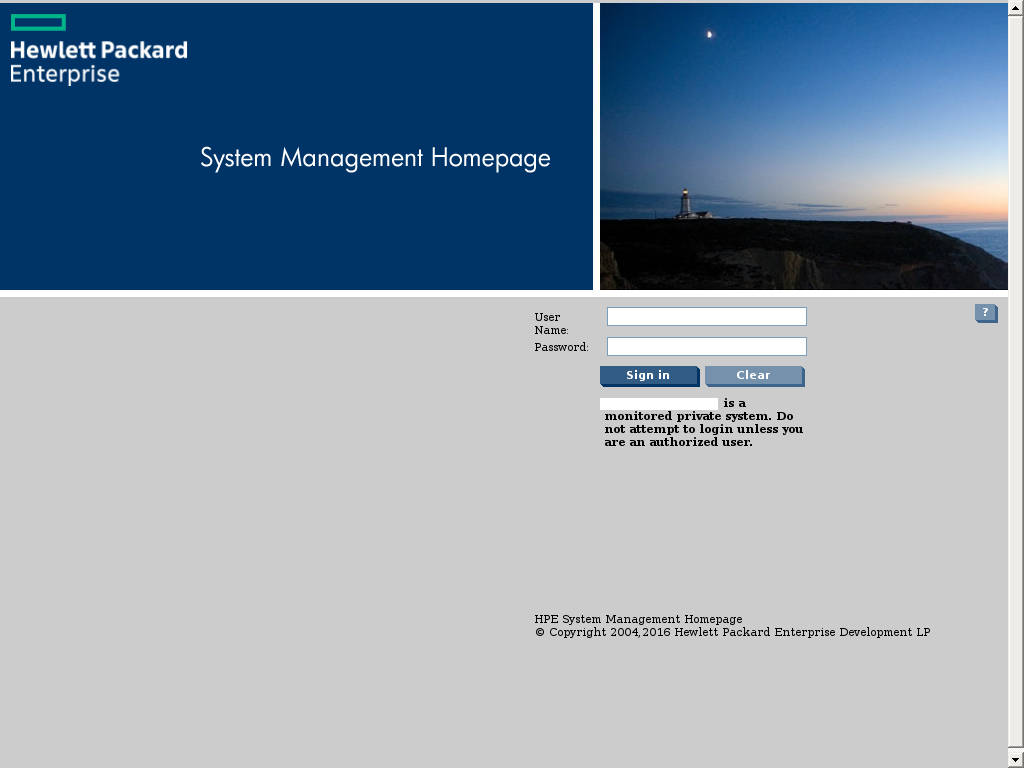 Hewlett Packard
Enterprise
System Management Homepage
User
Name:
?
Password:
Sign in
Clear
is a
monitored private system. Do
not attempt to login unless you
are an authorized user.
HPE System Management Homepage
© Copyright 2004,2016 Hewlett Packard Enterprise Development LP